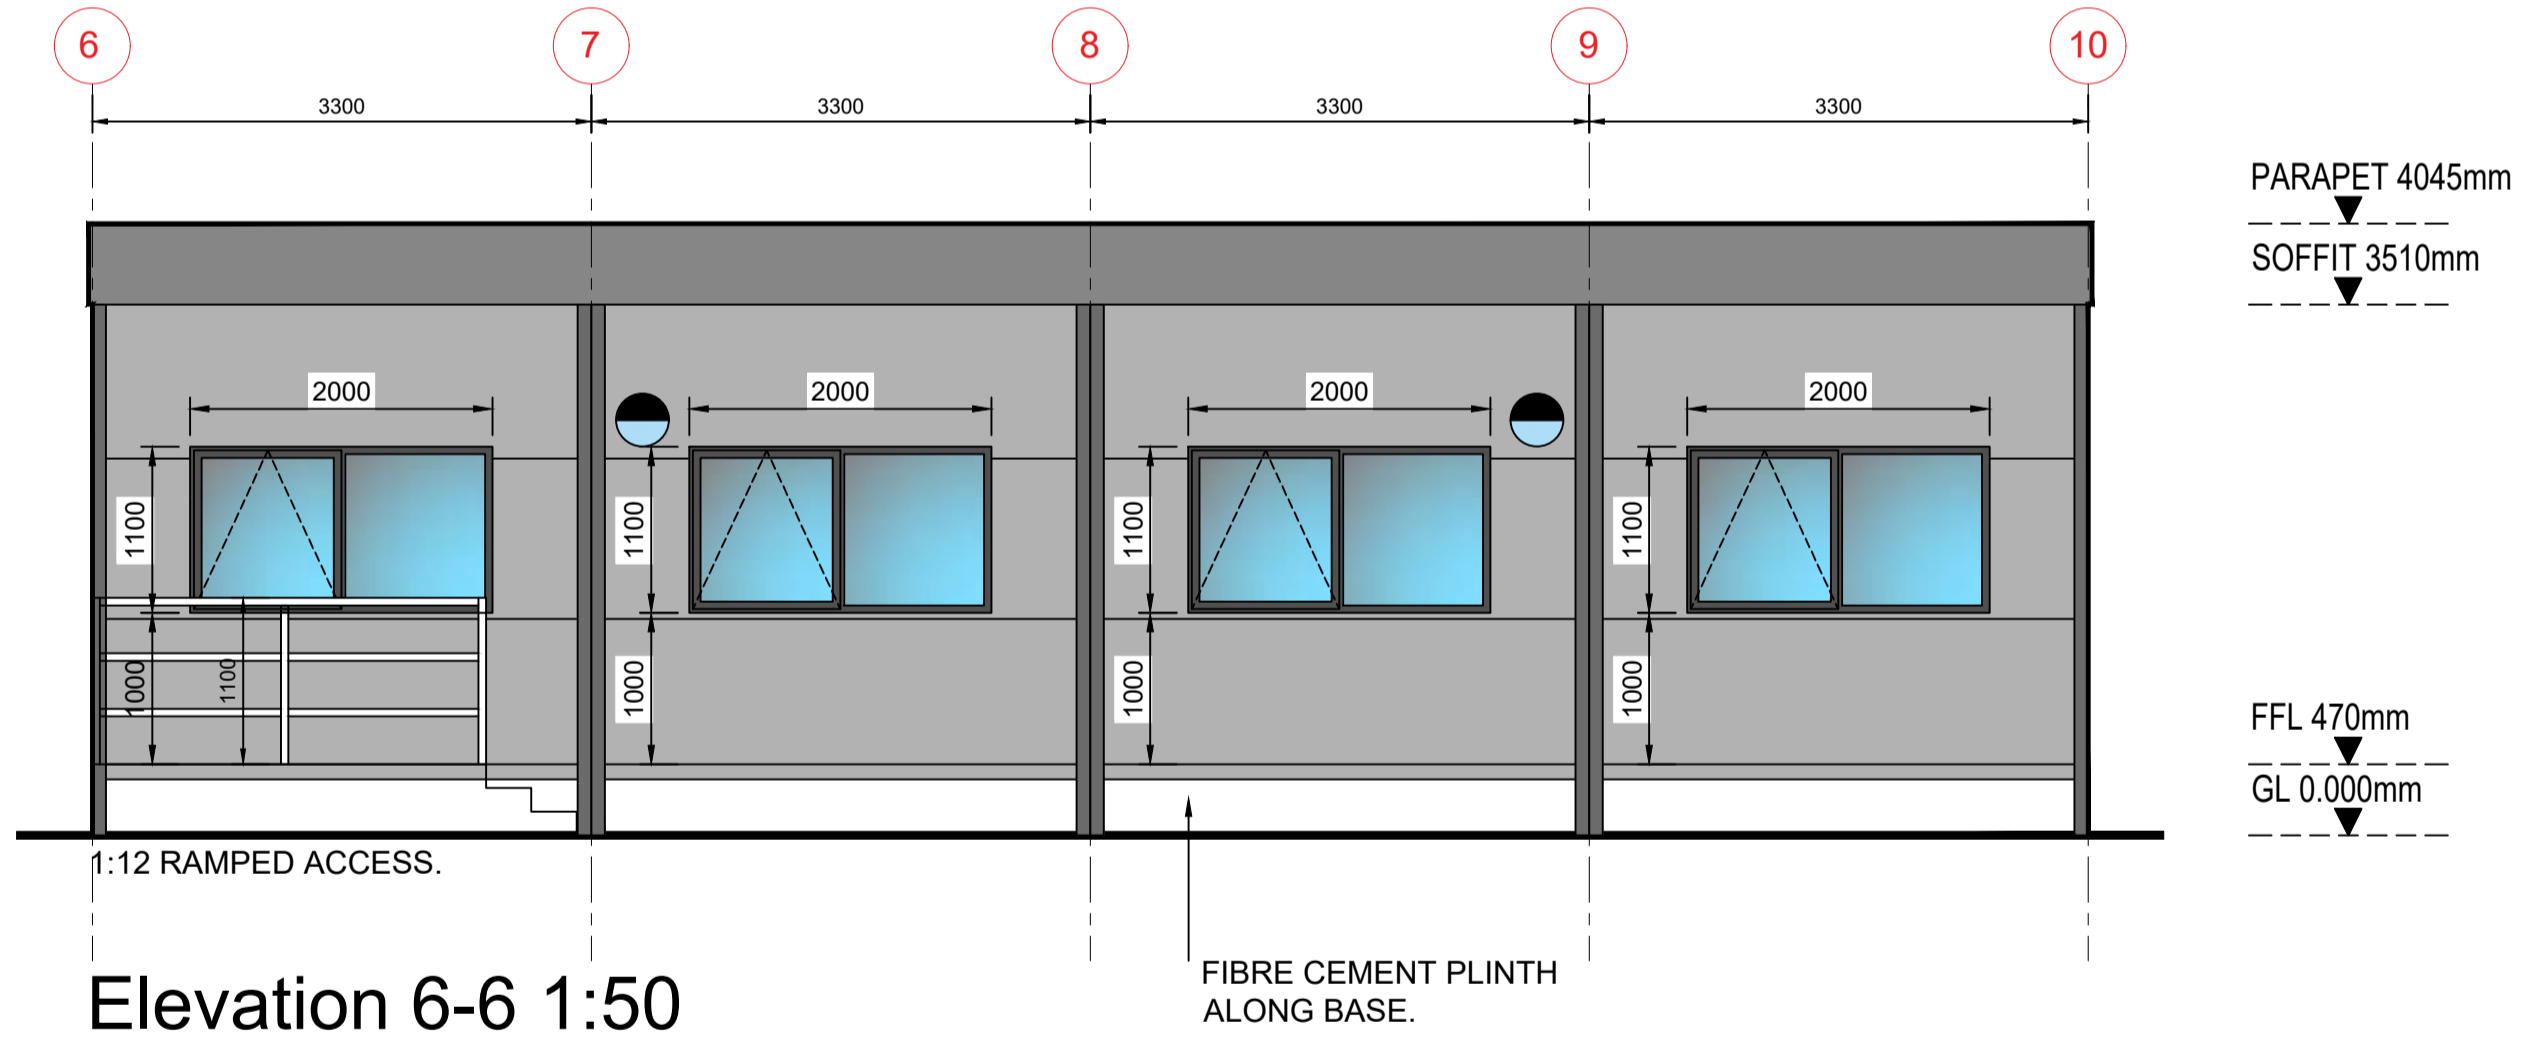 6 7 8 9 10
3300 3300 3300 3300
PARAPET 4045mm
SOFFIT 3510mm
2000 2000 2000 2000
1100 1100 1100 1100
1000 1100 1000 1000 1000
FFL 470mm
GL 0.000mm
1:12 RAMPED ACCESS.
FIBRE CEMENT PLINTH
ALONG BASE.
Elevation 6-6 1:50